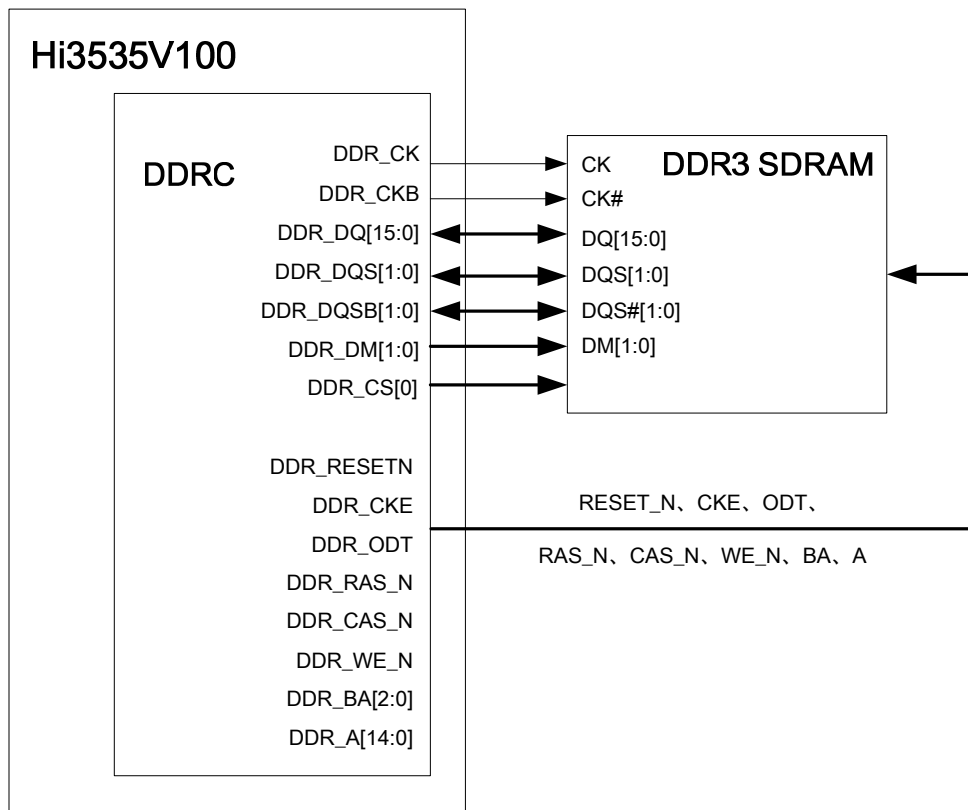 Hi3535V100
DDRC
DDR_CK
DDR_CKB
DDR_DQ[15:0]
DDR_DQS[1:0]
DDR_DQSB[1:0]
DDR_DM[1:0]
DDR_CS[0]
DDR_RESETN
DDR_CKE
DDR_ODT
DDR_RAS_N
DDR_CAS_N
DDR_WE_N
DDR_BA[2:0]
DDR_A[14:0]
DDR3 SDRAM
CK
CK#
DQ[15:0]
DQS[1:0]
DQS#[1:0]
DM[1:0]
RESET_N、CKE、ODT、
RAS_N、CAS_N、WE_N、BA、A